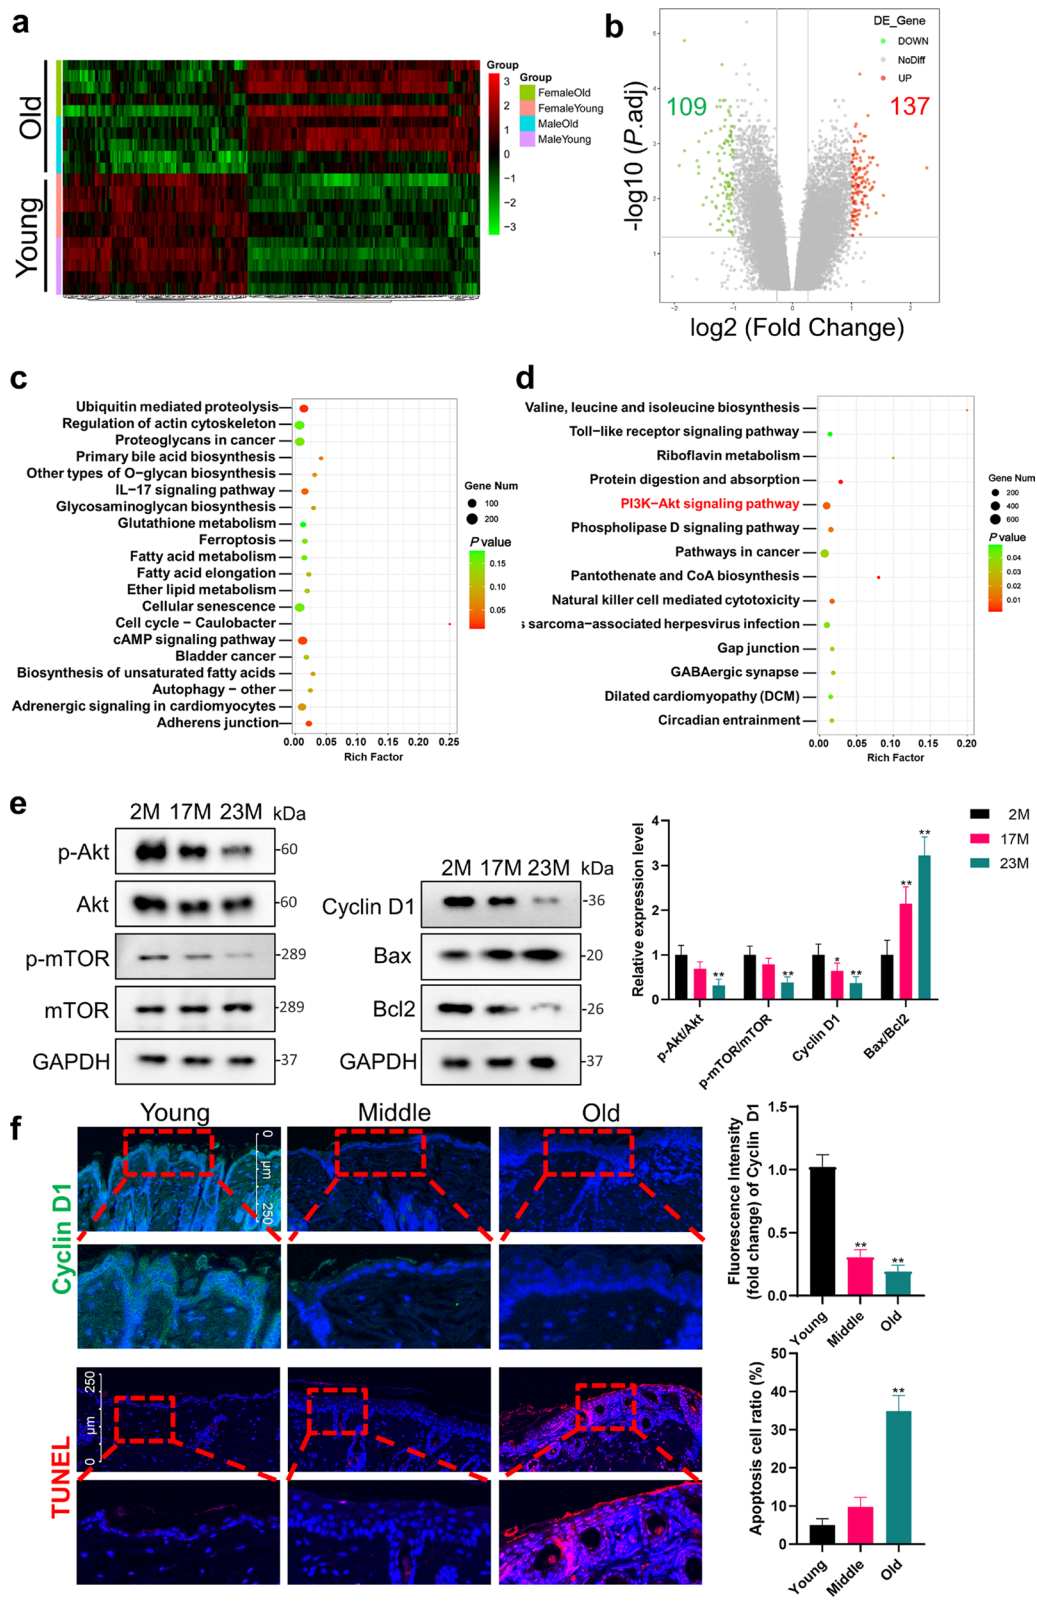 a
Old
Young
Group
3
2
1
0
−1
−2
−3
Group
FemaleOld
FemaleYoung
MaleOld
MaleYoung
b
DE_Gene
DOWN
NoDiff
UP
109
137
-log10 (P.adj)
5
4
3
2
1
−2
−1
0
1
2
log2 (Fold Change)
c
Ubiquitin mediated proteolysis
Regulation of actin cytoskeleton
Proteoglycans in cancer
Primary bile acid biosynthesis
Other types of O−glycan biosynthesis
IL−17 signaling pathway
Glycosaminoglycan biosynthesis
Glutathione metabolism
Ferroptosis
Fatty acid metabolism
Fatty acid elongation
Ether lipid metabolism
Cellular senescence
Cell cycle − Caulobacter
cAMP signaling pathway
Bladder cancer
Biosynthesis of unsaturated fatty acids
Autophagy − other
Adrenergic signaling in cardiomyocytes
Adherens junction
0.00 0.05 0.10 0.15 0.20 0.25
Rich Factor
Gene Num
100
200
P value
0.15
0.10
0.05
d
Valine, leucine and isoleucine biosynthesis
Toll−like receptor signaling pathway
Riboflavin metabolism
Protein digestion and absorption
PI3K−Akt signaling pathway
Phospholipase D signaling pathway
Pathways in cancer
Pantothenate and CoA biosynthesis
Natural killer cell mediated cytotoxicity
s sarcoma−associated herpesvirus infection
Gap junction
GABAergic synapse
Dilated cardiomyopathy (DCM)
Circadian entrainment
0.00 0.05 0.10 0.15 0.20
Rich Factor
Gene Num
200
400
600
P value
0.04
0.03
0.02
0.01
e
2M 17M 23M kDa
p-Akt -60
Akt -60
p-mTOR -289
mTOR -289
GAPDH -37
2M 17M 23M kDa
Cyclin D1 -36
Bax -20
Bcl2 -26
GAPDH -37
Relative expression level
4
3
2
1
0
** ** * ** ** **
p-Akt/Akt
p-mTOR/mTOR
Cyclin D1
Bax/Bcl2
2M
17M
23M
f
Young Middle Old
Cyclin D1
0 µm 250
TUNEL
250 µm 0
Fluorescence Intensity
(fold change) of Cyclin D1
1.5
1.0
0.5
0.0
** **
Young
Middle
Old
Apoptosis cell ratio (%)
50
40
30
20
10
0
**
Young
Middle
Old